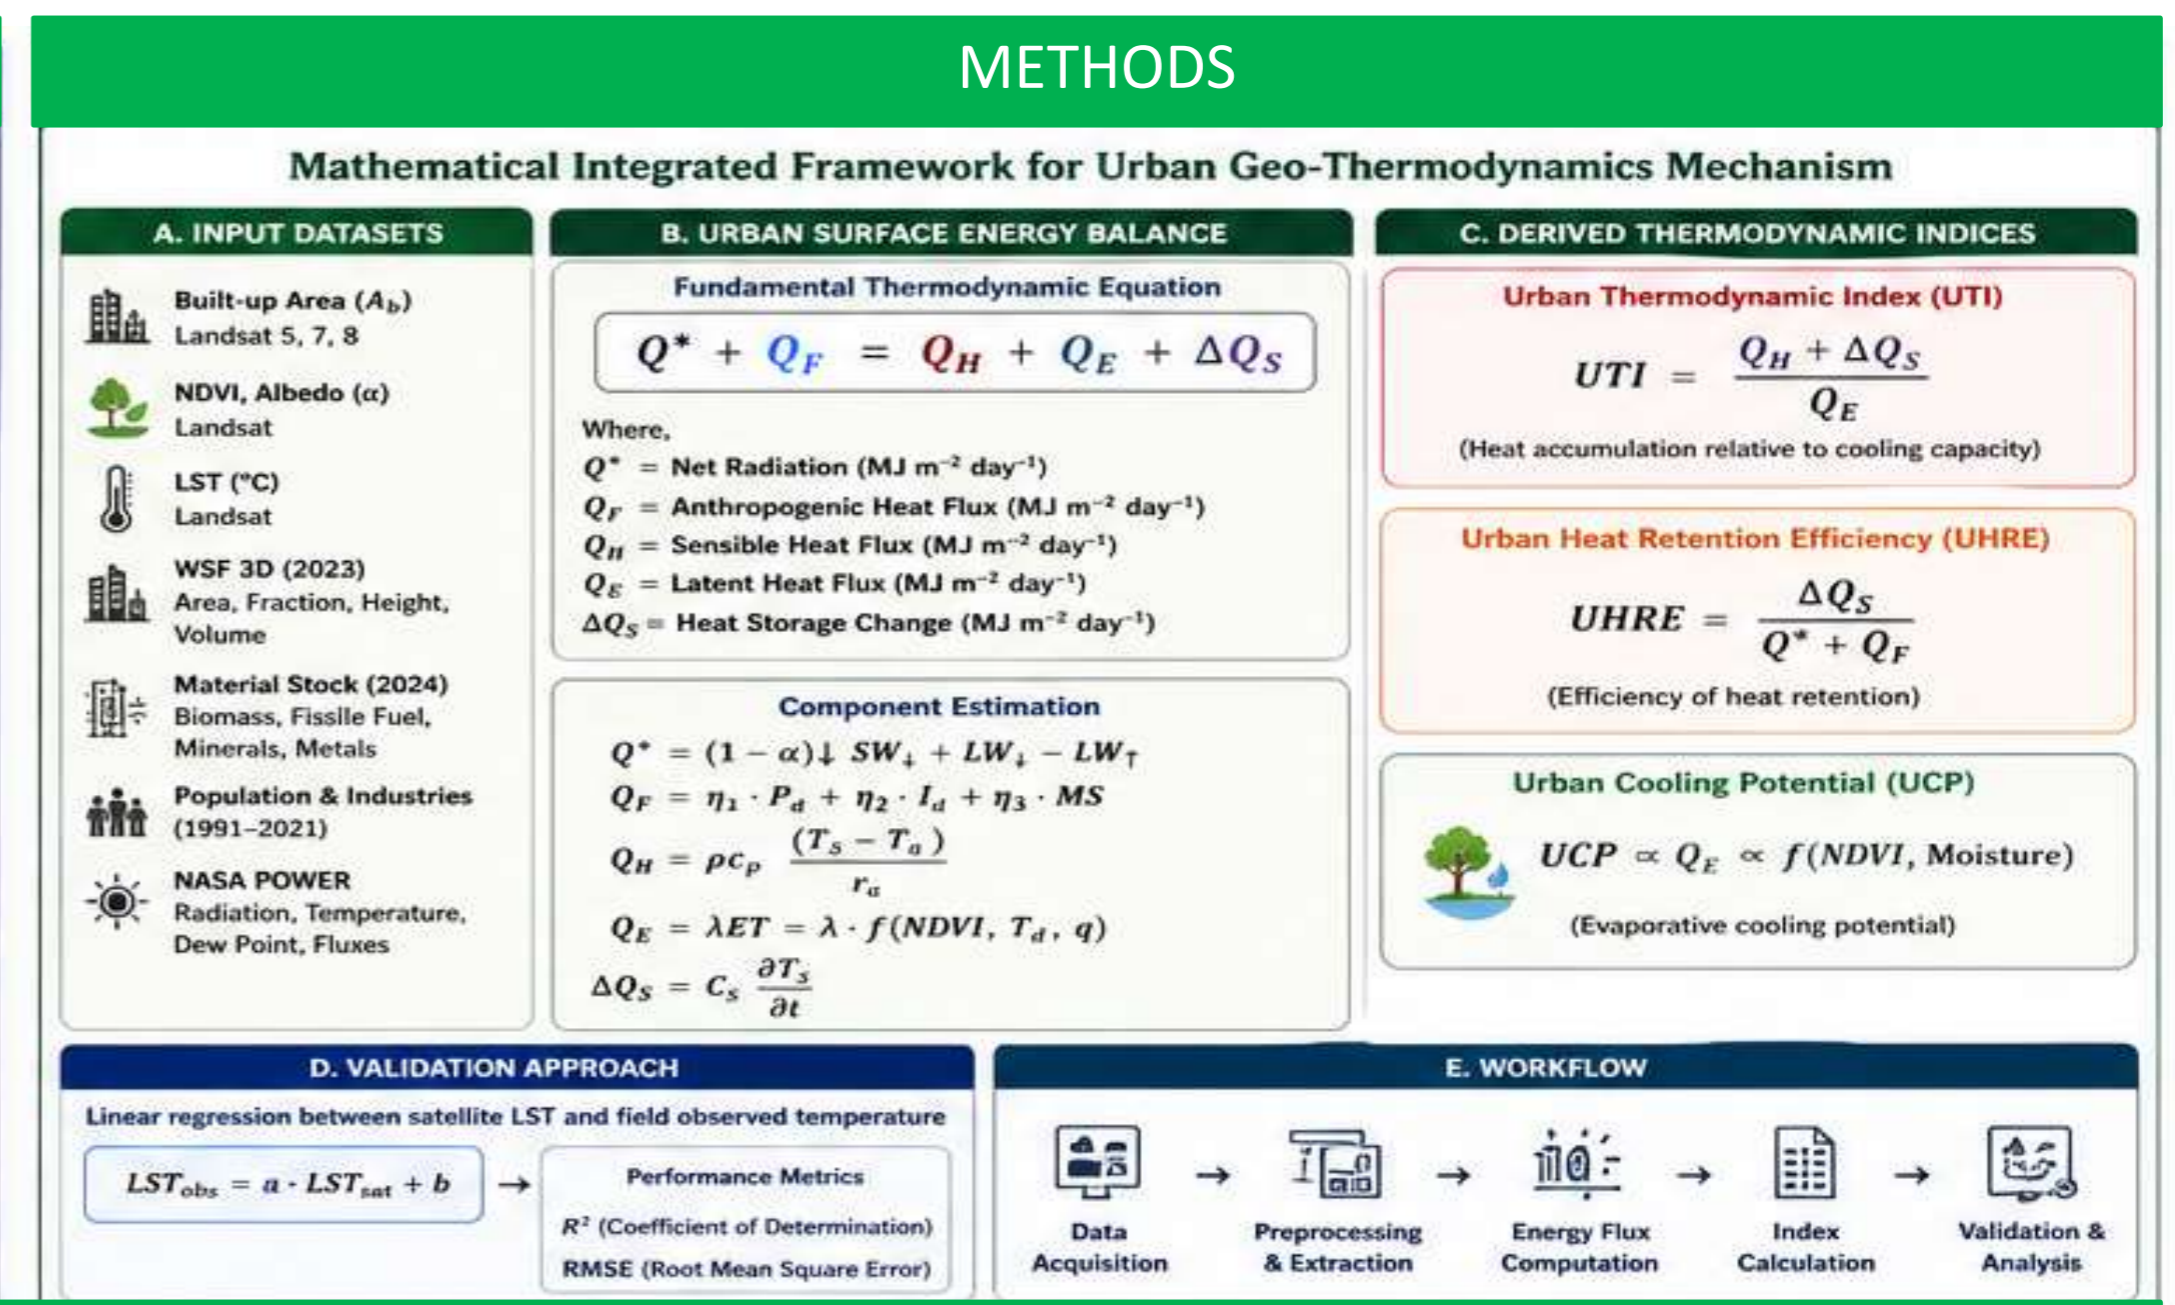 METHODS
Mathematical Integrated Framework for Urban Geo-Thermodynamics Mechanism
A. INPUT DATASETS
Built-up Area (A_b)
Landsat 5, 7, 8
NDVI, Albedo (α)
Landsat
LST (°C)
Landsat
WSF 3D (2023)
Area, Fraction, Height,
Volume
Material Stock (2024)
Biomass, Fissile Fuel,
Minerals, Metals
Population & Industries
(1991–2021)
NASA POWER
Radiation, Temperature,
Dew Point, Fluxes
B. URBAN SURFACE ENERGY BALANCE
Fundamental Thermodynamic Equation
Q* + Q_F = Q_H + Q_E + ΔQ_S
Where,
Q* = Net Radiation (MJ m⁻² day⁻¹)
Q_F = Anthropogenic Heat Flux (MJ m⁻² day⁻¹)
Q_H = Sensible Heat Flux (MJ m⁻² day⁻¹)
Q_E = Latent Heat Flux (MJ m⁻² day⁻¹)
ΔQ_S = Heat Storage Change (MJ m⁻² day⁻¹)
Component Estimation
Q* = (1 − α)↓ SW↓ + LW↓ − LW↑
Q_F = η₁ · P_d + η₂ · I_d + η₃ · MS
Q_H = ρc_p (T_s − T_a) / r_a
Q_E = λET = λ · f(NDVI, T_d, q)
ΔQ_S = C_s ∂T_s / ∂t
C. DERIVED THERMODYNAMIC INDICES
Urban Thermodynamic Index (UTI)
UTI = (Q_H + ΔQ_S) / Q_E
(Heat accumulation relative to cooling capacity)
Urban Heat Retention Efficiency (UHRE)
UHRE = ΔQ_S / (Q* + Q_F)
(Efficiency of heat retention)
Urban Cooling Potential (UCP)
UCP ∝ Q_E ∝ f(NDVI, Moisture)
(Evaporative cooling potential)
D. VALIDATION APPROACH
Linear regression between satellite LST and field observed temperature
LST_obs = a · LST_sat + b →
Performance Metrics
R² (Coefficient of Determination)
RMSE (Root Mean Square Error)
E. WORKFLOW
Data
Acquisition
→
Preprocessing
& Extraction
→
Energy Flux
Computation
→
Index
Calculation
→
Validation &
Analysis